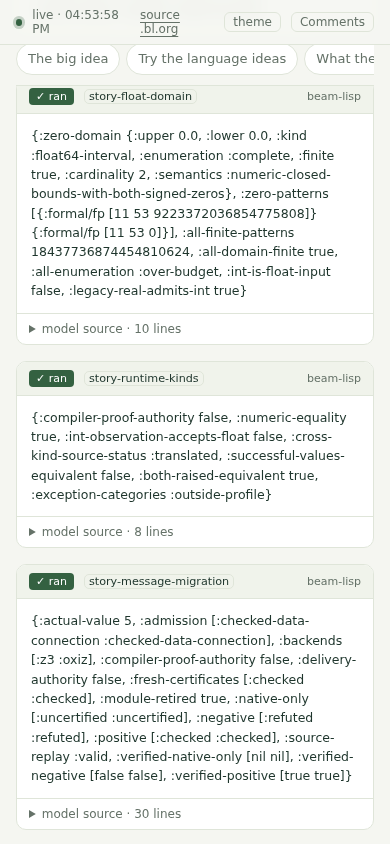 live · 04:53:58 PM
source .bl.org
theme
Comments
The big idea
Try the language ideas
What the
✓ ran story-float-domain beam-lisp
{:zero-domain {:upper 0.0, :lower 0.0, :kind
:float64-interval, :enumeration :complete, :finite
true, :cardinality 2, :semantics :numeric-closed-
bounds-with-both-signed-zeros}, :zero-patterns
[{:formal/fp [11 53 9223372036854775808]}
{:formal/fp [11 53 0]}], :all-finite-patterns
18437736874454810624, :all-domain-finite true,
:all-enumeration :over-budget, :int-is-float-input
false, :legacy-real-admits-int true}
▶ model source · 10 lines
✓ ran story-runtime-kinds beam-lisp
{:compiler-proof-authority false, :numeric-equality
true, :int-observation-accepts-float false, :cross-
kind-source-status :translated, :successful-values-
equivalent false, :both-raised-equivalent true,
:exception-categories :outside-profile}
▶ model source · 8 lines
✓ ran story-message-migration beam-lisp
{:actual-value 5, :admission [:checked-data-
connection :checked-data-connection], :backends
[:z3 :oxiz], :compiler-proof-authority false, :delivery-
authority false, :fresh-certificates [:checked
:checked], :module-retired true, :native-only
[:uncertified :uncertified], :negative [:refuted
:refuted], :positive [:checked :checked], :source-
replay :valid, :verified-native-only [nil nil], :verified-
negative [false false], :verified-positive [true true]}
▶ model source · 30 lines